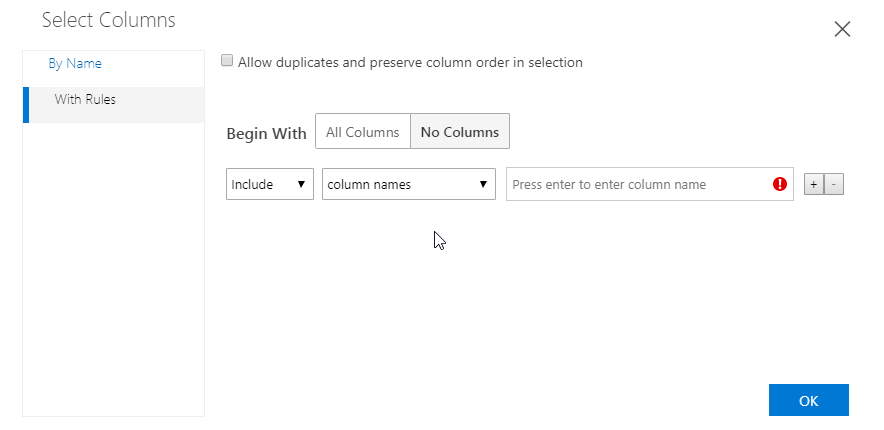 Select Columns
By Name
With Rules
Allow duplicates and preserve column order in selection
Begin With All Columns No Columns
Include column names Press enter to enter column name ! + -
OK